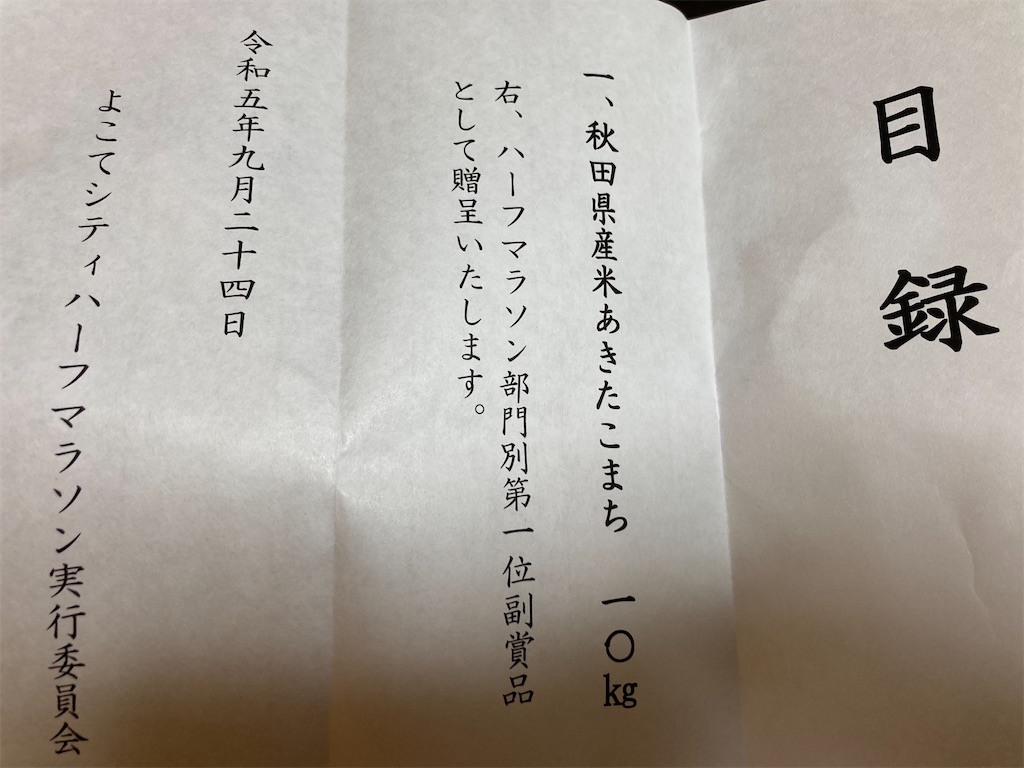 目録
一、秋田県産米あきたこまち 一〇kg
右、ハーフマラソン部門別第一位副賞品
として贈呈いたします。
令和五年九月二十四日
よこてシティハーフマラソン実行委員会